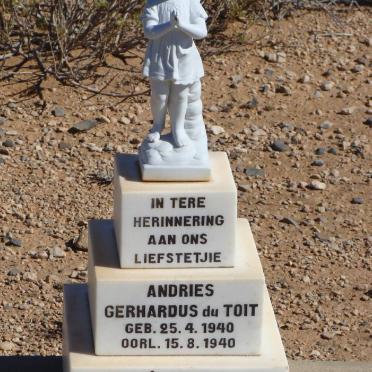 IN TERE
HERINNERING
AAN ONS
LIEFSTETJIE
ANDRIES
GERHARDUS du TOIT
GEB. 25. 4. 1940
OORL. 15. 8. 1940